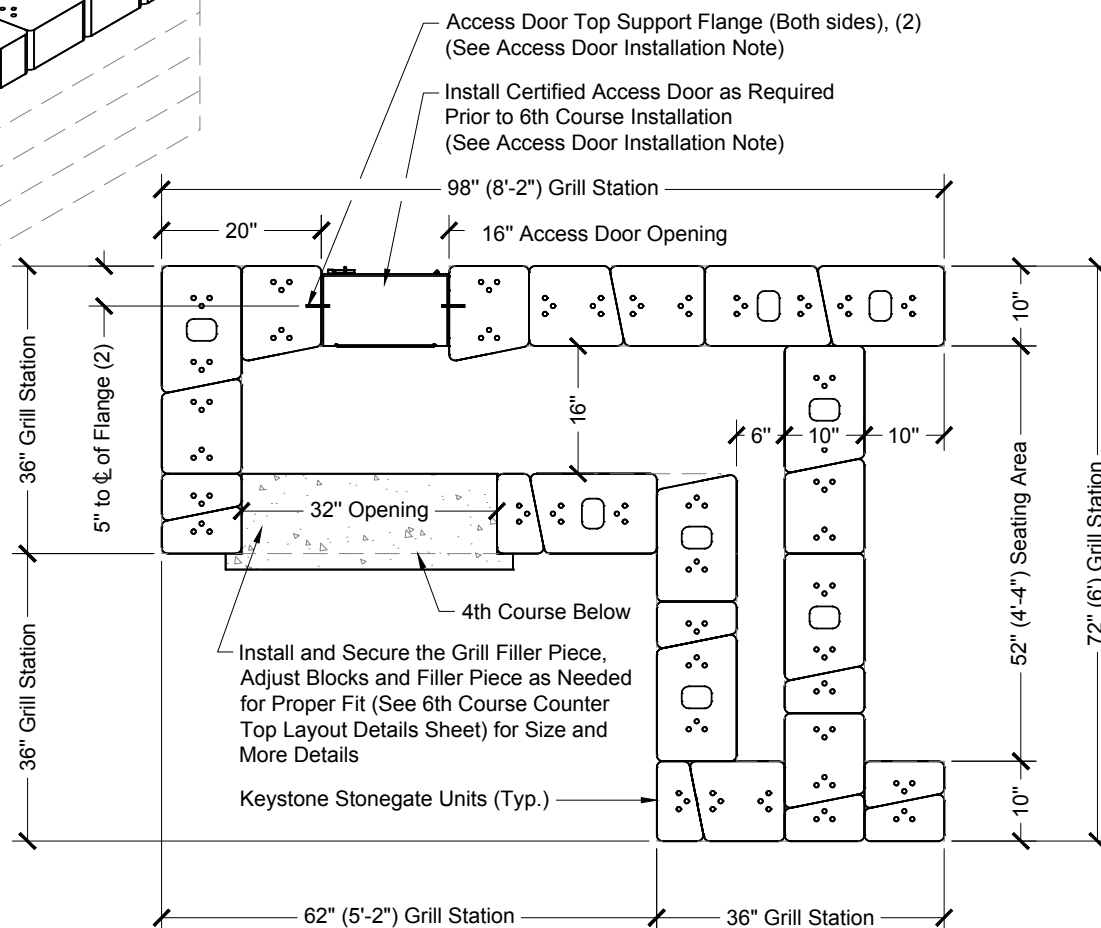 Access Door Top Support Flange (Both sides), (2)
(See Access Door Installation Note)
Install Certified Access Door as Required
Prior to 6th Course Installation
(See Access Door Installation Note)
98" (8'-2") Grill Station
20"
16" Access Door Opening
36" Grill Station
5" to ℄ of Flange (2)
10"
16"
6"
10"
10"
52" (4'-4") Seating Area
72" (6') Grill Station
32" Opening
4th Course Below
Install and Secure the Grill Filler Piece,
Adjust Blocks and Filler Piece as Needed
for Proper Fit (See 6th Course Counter
Top Layout Details Sheet) for Size and
More Details
36" Grill Station
Keystone Stonegate Units (Typ.)
10"
62" (5'-2") Grill Station
36" Grill Station